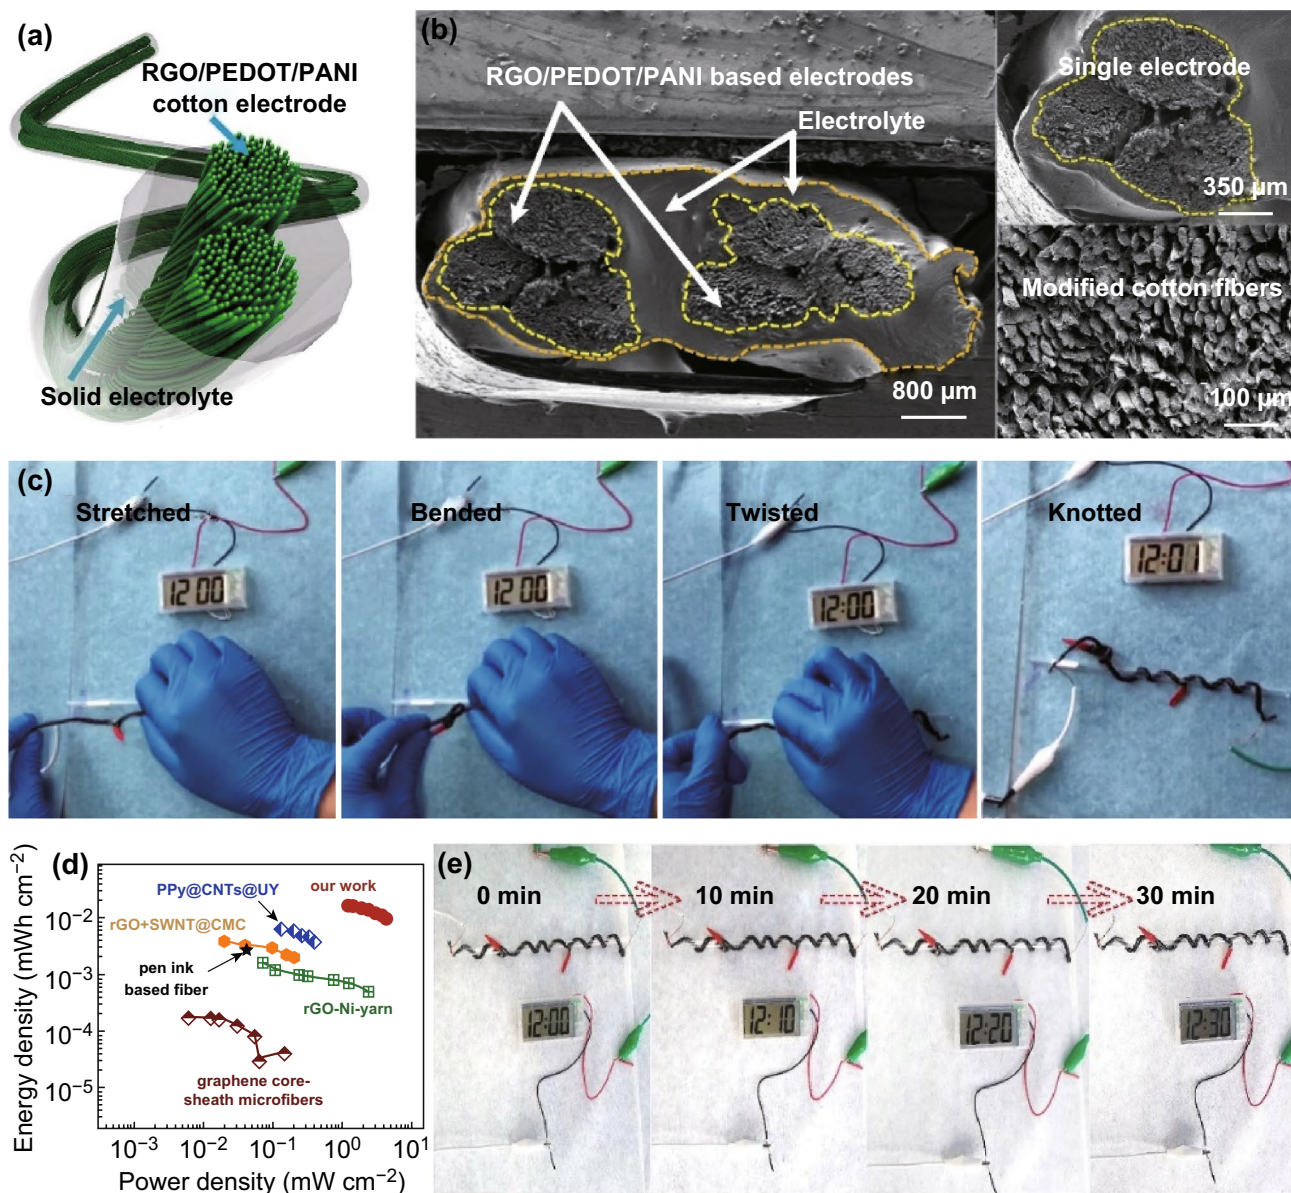 (a)
RGO/PEDOT/PANI
cotton electrode
Solid electrolyte
(b)
RGO/PEDOT/PANI based electrodes
Electrolyte
800 µm
Single electrode
350 µm
Modified cotton fibers
100 µm
(c)
Stretched
12 00
Bended
12 00
Twisted
12:00
Knotted
12:01
(d)
Energy density (mWh cm⁻²)
10⁻²
10⁻³
10⁻⁴
10⁻⁵
PPy@CNTs@UY
our work
rGO+SWNT@CMC
pen ink
based fiber
rGO-Ni-yarn
graphene core-
sheath microfibers
10⁻³ 10⁻² 10⁻¹ 10⁰ 10¹
Power density (mW cm⁻²)
(e)
0 min
10 min
20 min
30 min
12:00
12:10
12:20
12:30